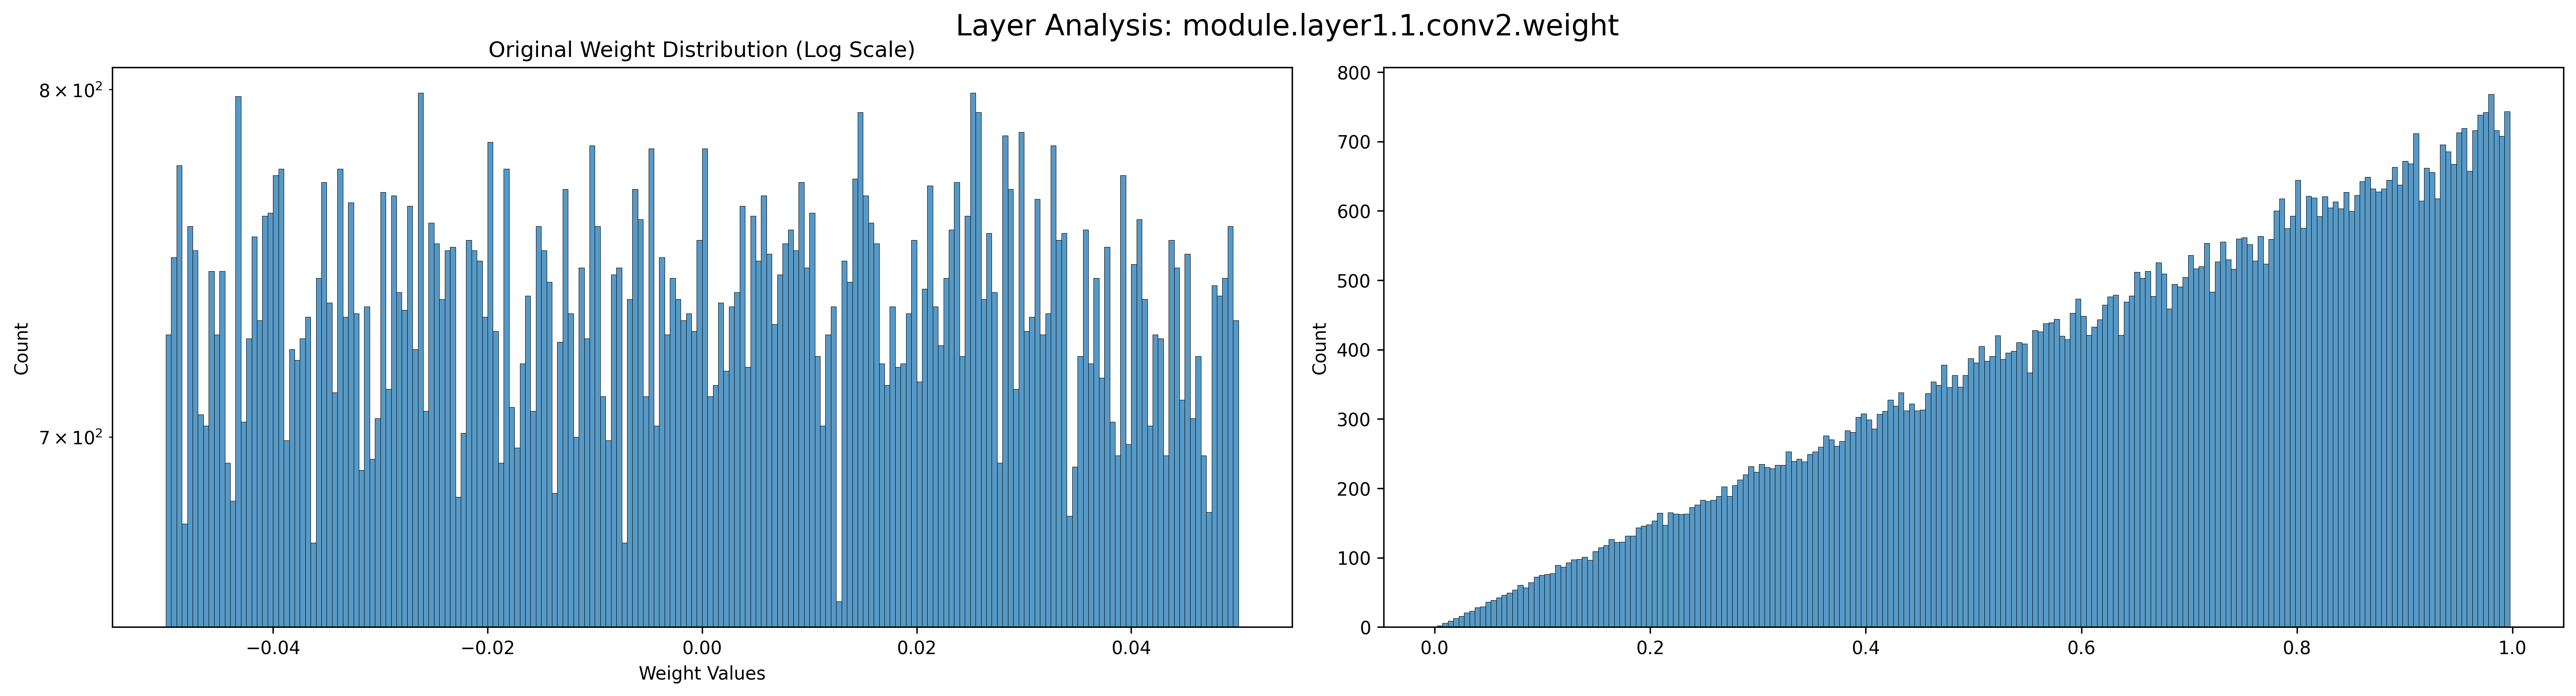 Layer Analysis: module.layer1.1.conv2.weight
Original Weight Distribution (Log Scale)
Count
8 × 10²
7 × 10²
−0.04 −0.02 0.00 0.02 0.04
Weight Values
Count
800
700
600
500
400
300
200
100
0
0.0 0.2 0.4 0.6 0.8 1.0